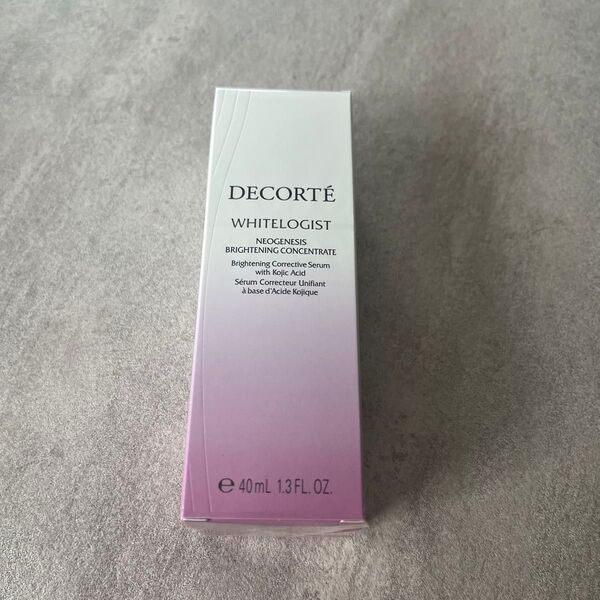 DECORTÉ
WHITELOGIST
NEOGENESIS
BRIGHTENING CONCENTRATE
Brightening Corrective Serum
with Kojic Acid
Sérum Correcteur Unifiant
à base d'Acide Kojique
℮ 40mL 1.3 FL. OZ.